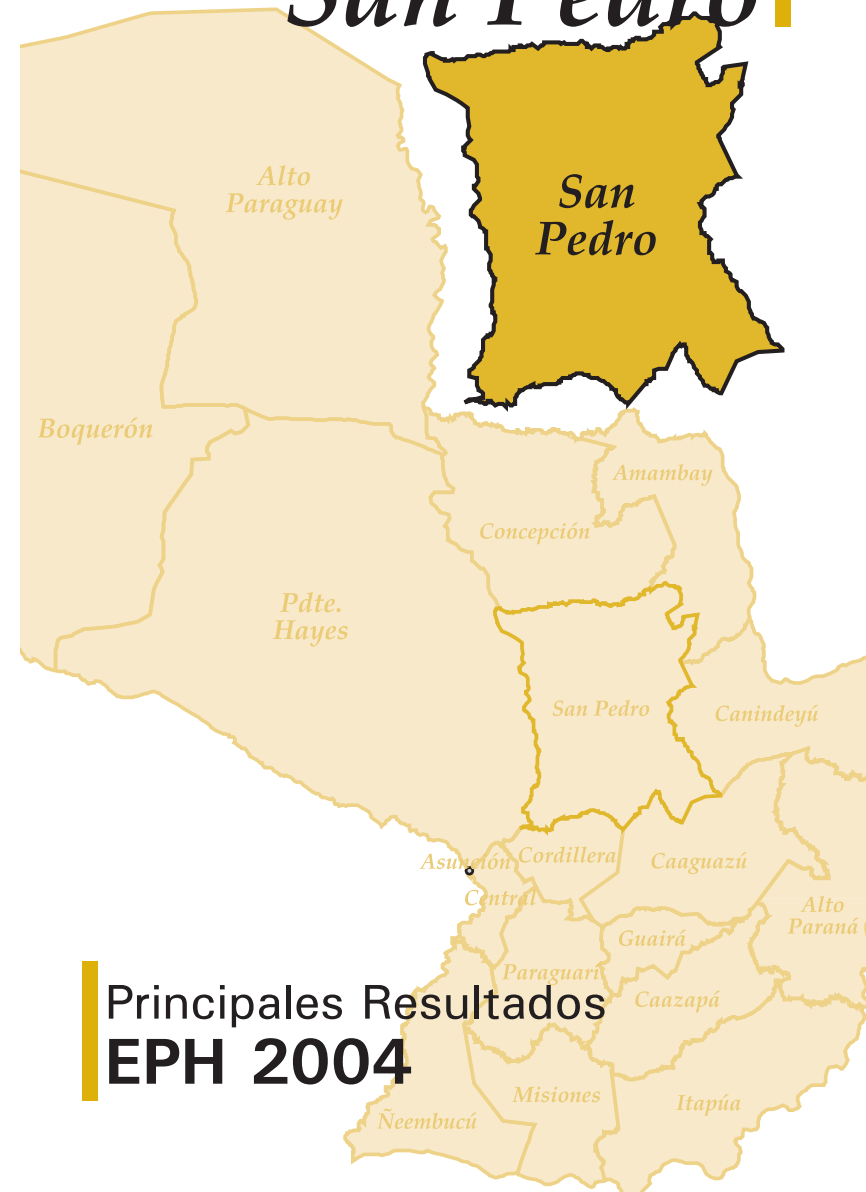 San Pedro
San
Pedro
Alto
Paraguay
Boquerón
Amambay
Concepción
Pdte.
Hayes
San Pedro
Canindeyú
Asunción
Cordillera
Caaguazú
Central
Alto
Paraná
Guairá
Paraguarí
Caazapá
Principales Resultados
EPH 2004
Misiones
Itapúa
Ñeembucú